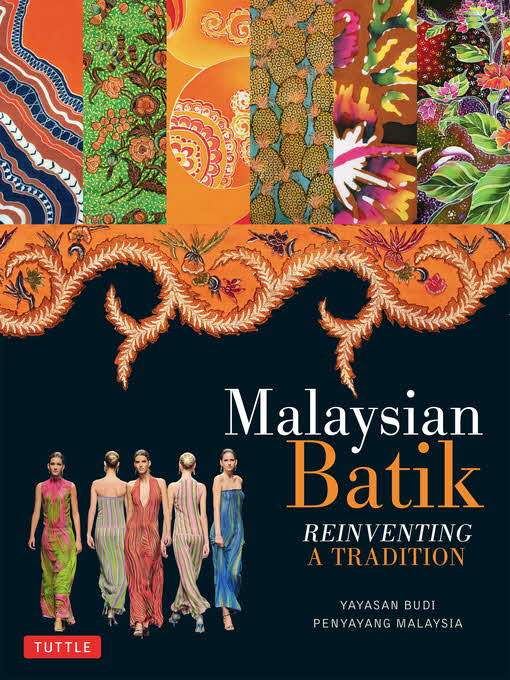 Malaysian
Batik
REINVENTING
A TRADITION
YAYASAN BUDI
PENYAYANG MALAYSIA
TUTTLE